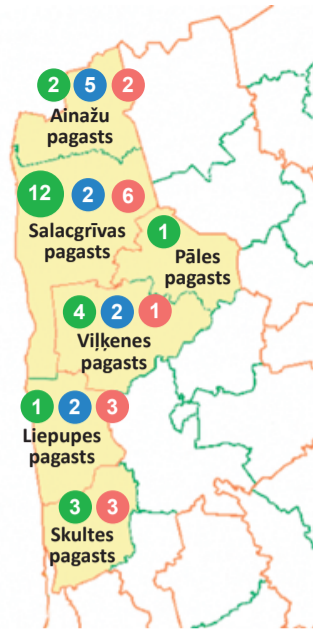 2 5 2
Ainažu
pagasts
12 2 6
Salacgrīvas
pagasts
1
Pāles
pagasts
4 2 1
Viļķenes
pagasts
1 2 3
Liepupes
pagasts
3 3
Skultes
pagasts